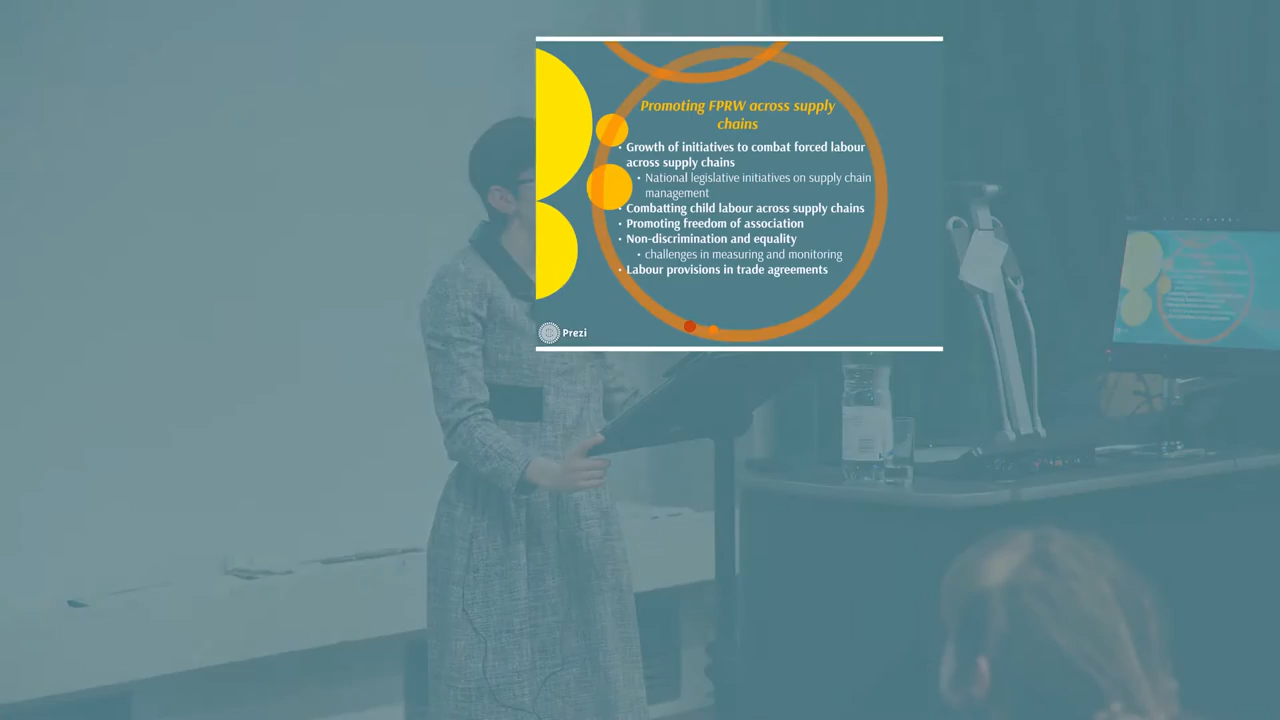 Promoting FPRW across supply
chains
• Growth of initiatives to combat forced labour
across supply chains
• National legislative initiatives on supply chain
management
• Combatting child labour across supply chains
• Promoting freedom of association
• Non-discrimination and equality
• challenges in measuring and monitoring
• Labour provisions in trade agreements
Prezi